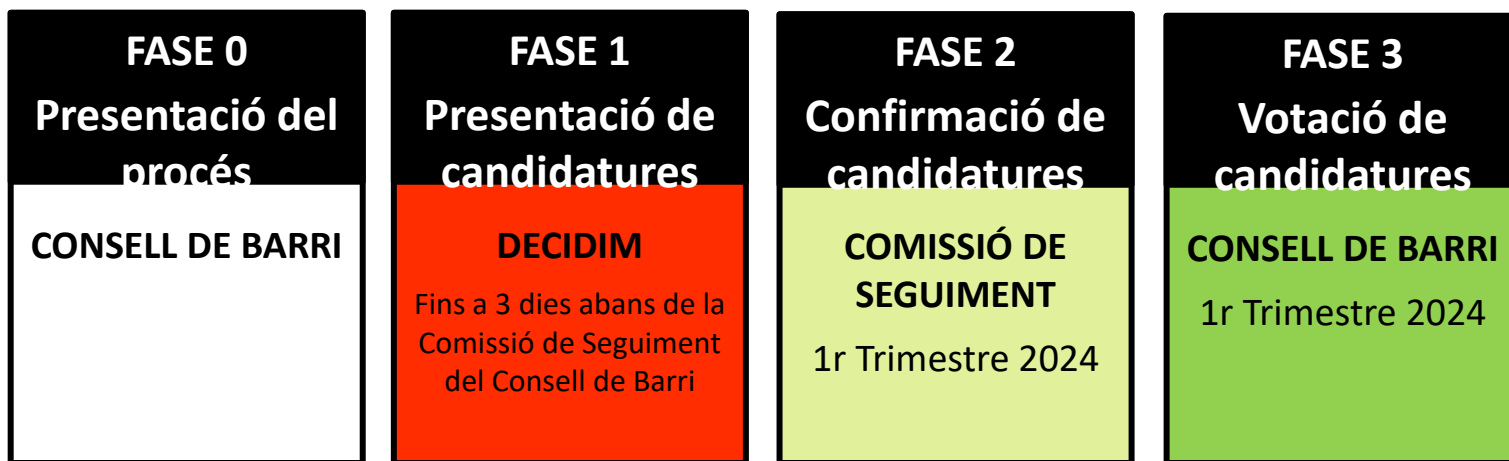 FASE 0
Presentació del
procés
CONSELL DE BARRI
FASE 1
Presentació de
candidatures
DECIDIM
Fins a 3 dies abans de la
Comissió de Seguiment
del Consell de Barri
FASE 2
Confirmació de
candidatures
COMISSIÓ DE
SEGUIMENT
1r Trimestre 2024
FASE 3
Votació de
candidatures
CONSELL DE BARRI
1r Trimestre 2024